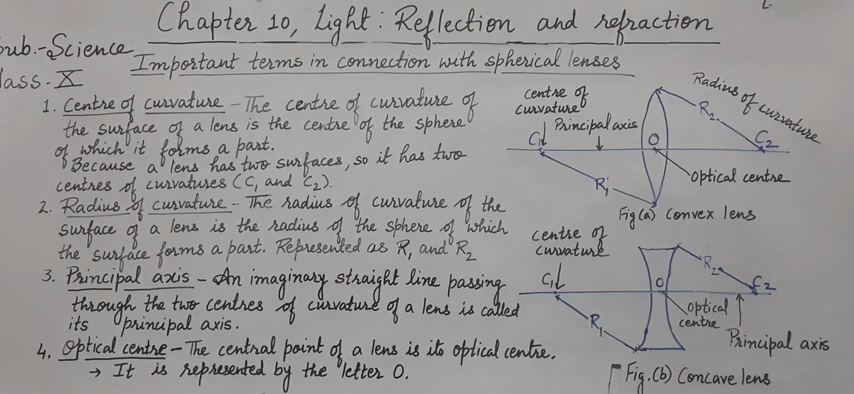 Chapter 10, Light: Reflection and refraction
Sub.-Science
Class-X
Important terms in connection with spherical lenses
1. Centre of curvature - The centre of curvature of
the surface of a lens is the centre of the sphere
of which it forms a part.
Because a lens has two surfaces, so it has two
centres of curvatures (C1 and C2).
2. Radius of curvature - The radius of curvature of the
surface of a lens is the radius of the sphere of which
the surface forms a part. Represented as R1 and R2
3. Principal axis - An imaginary straight line passing
through the two centres of curvature of a lens is called
its principal axis.
4. Optical centre - The central point of a lens is its optical centre.
→ It is represented by the letter O.
centre of
curvature
Radius of curvature
R2
C1
Principal axis
O
C2
R1
Optical centre
Fig(a) convex lens
centre of
curvature
R2
C1
O
C2
R1
Optical
centre
Principal axis
Fig.(b) Concave lens